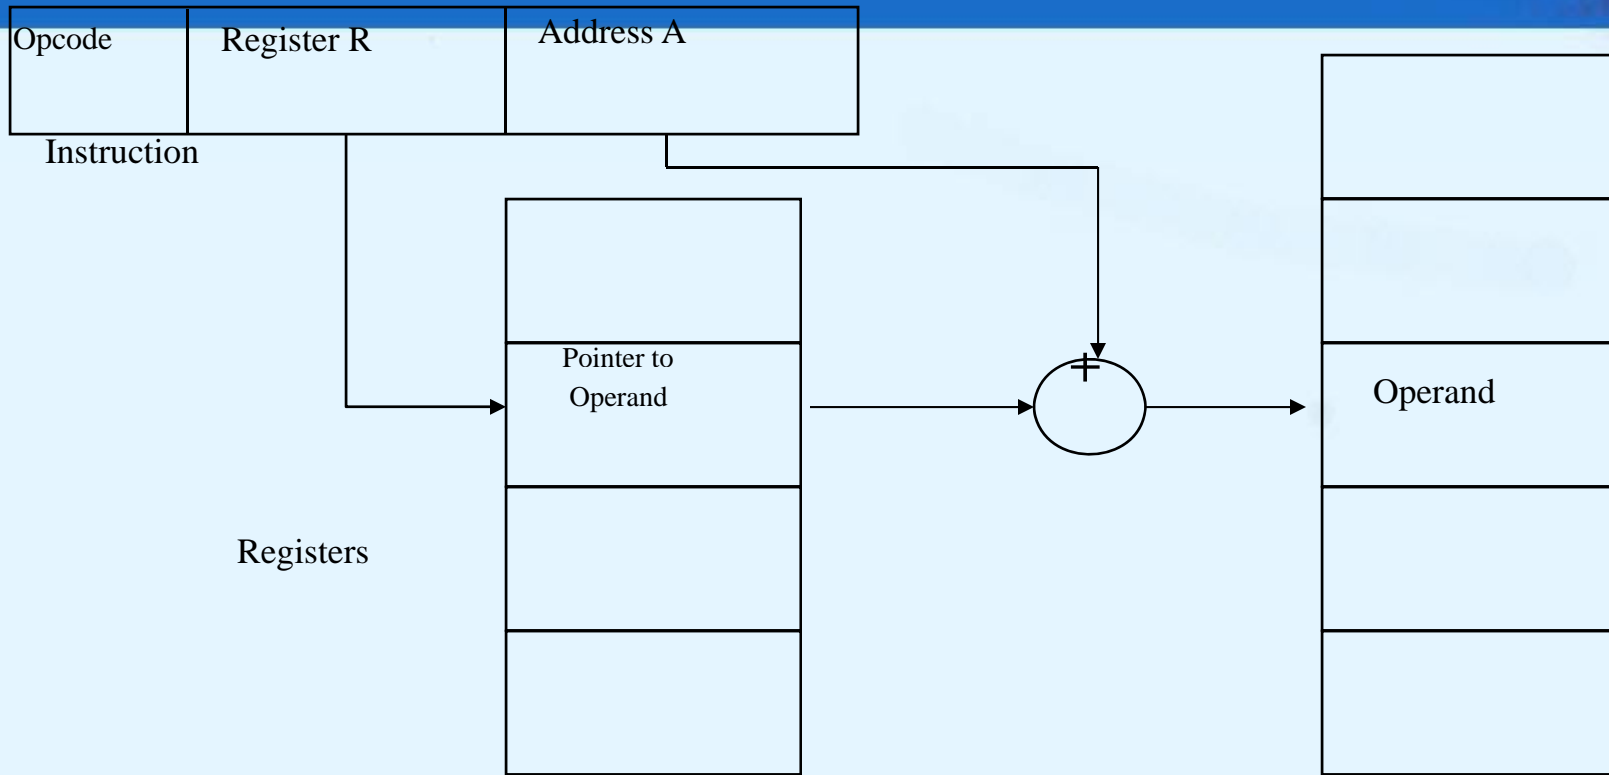 Opcode
Register R
Address A
Instruction
Pointer to
Operand
+
Operand
Registers